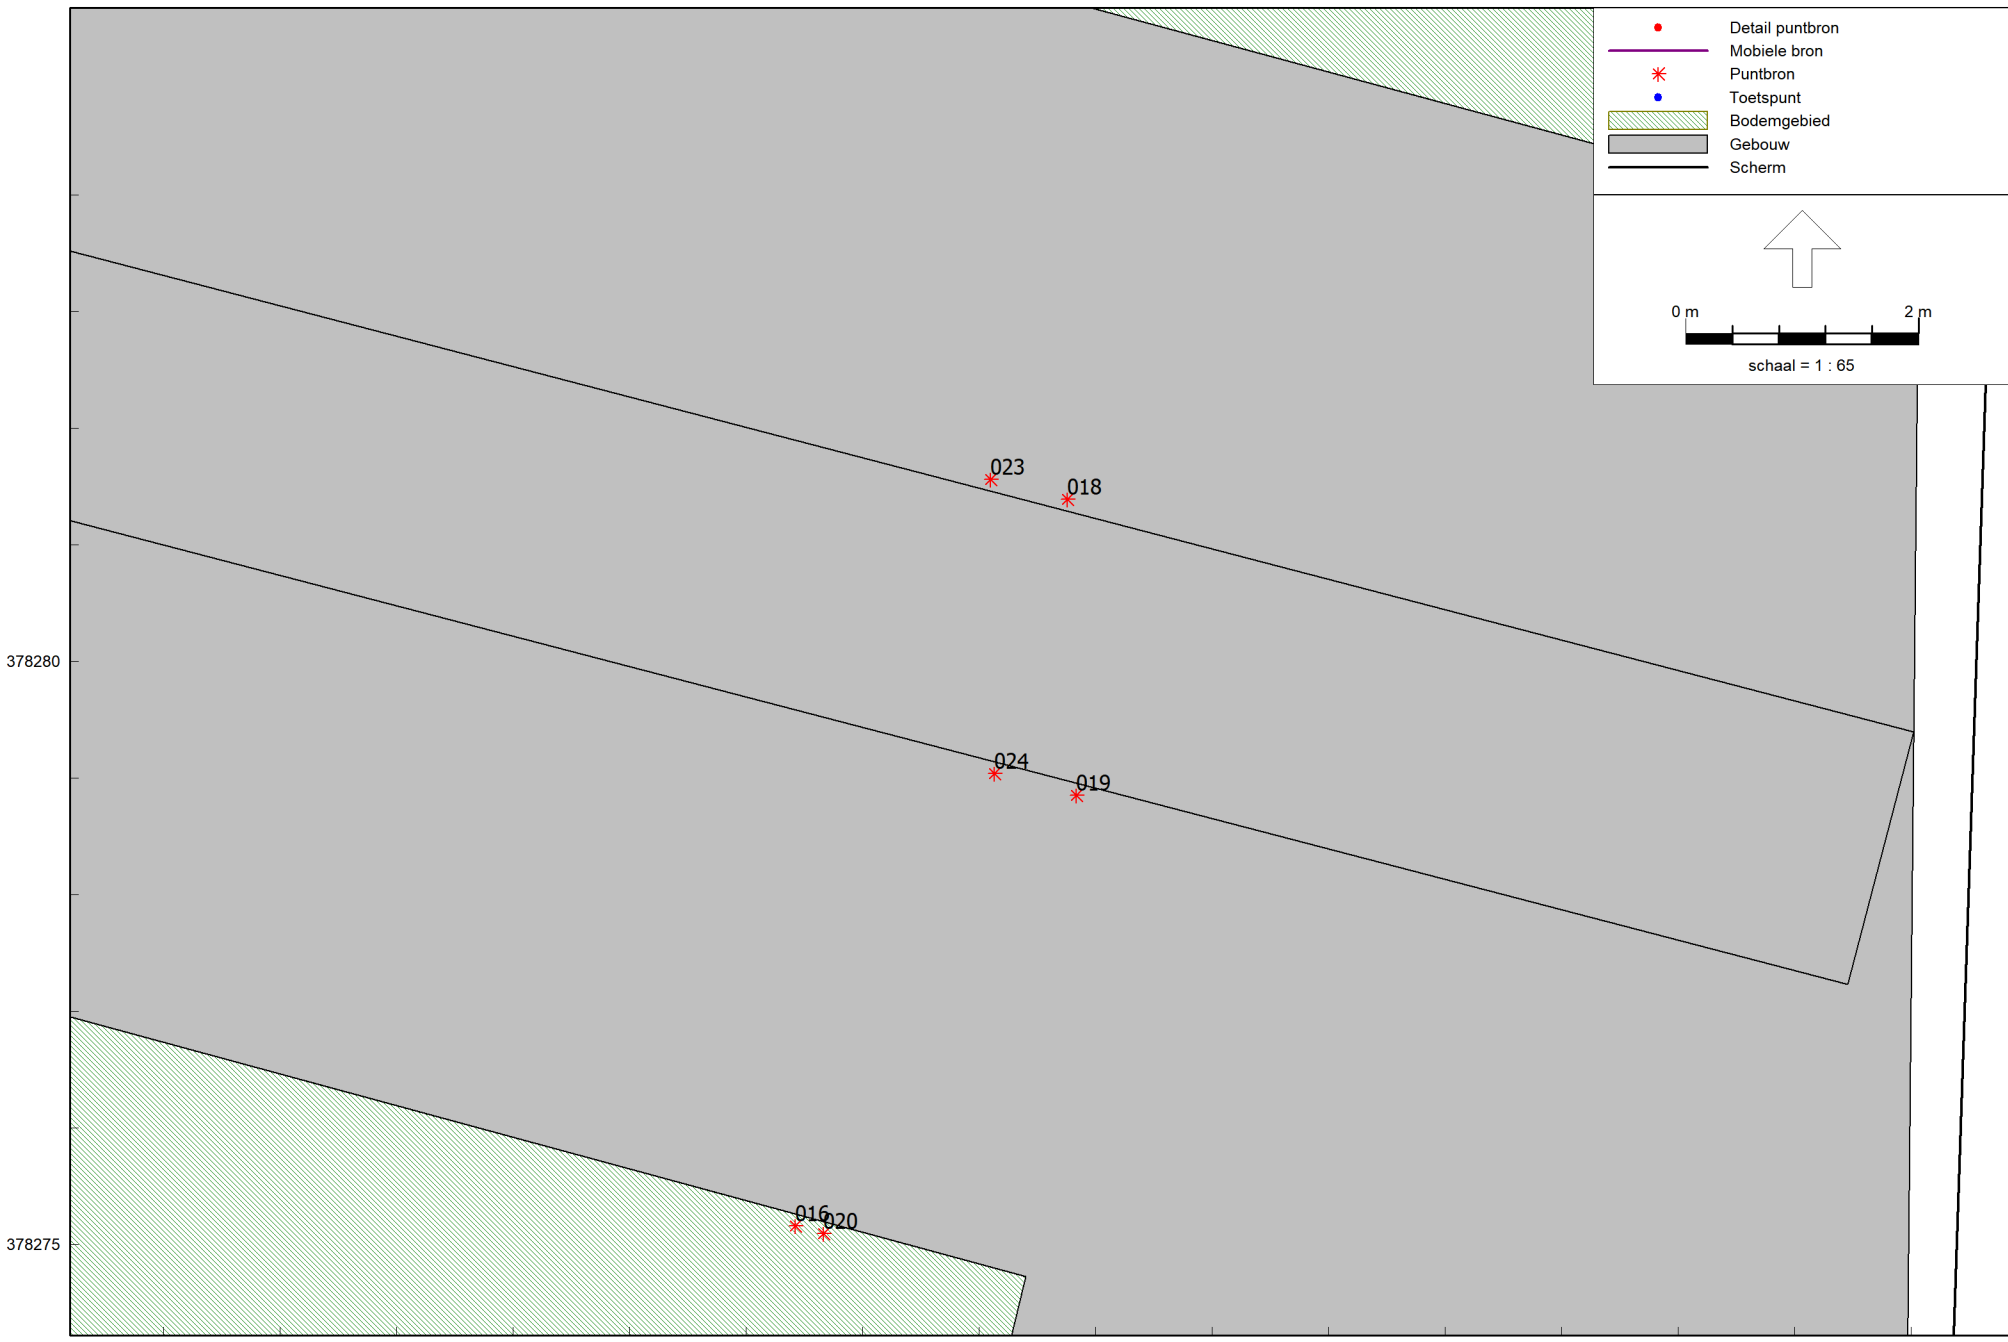 Detail puntbron
Mobiele bron
Puntbron
Toetspunt
Bodemgebied
Gebouw
Scherm
0 m 2 m
schaal = 1 : 65
023
018
378280
024
019
016
020
378275